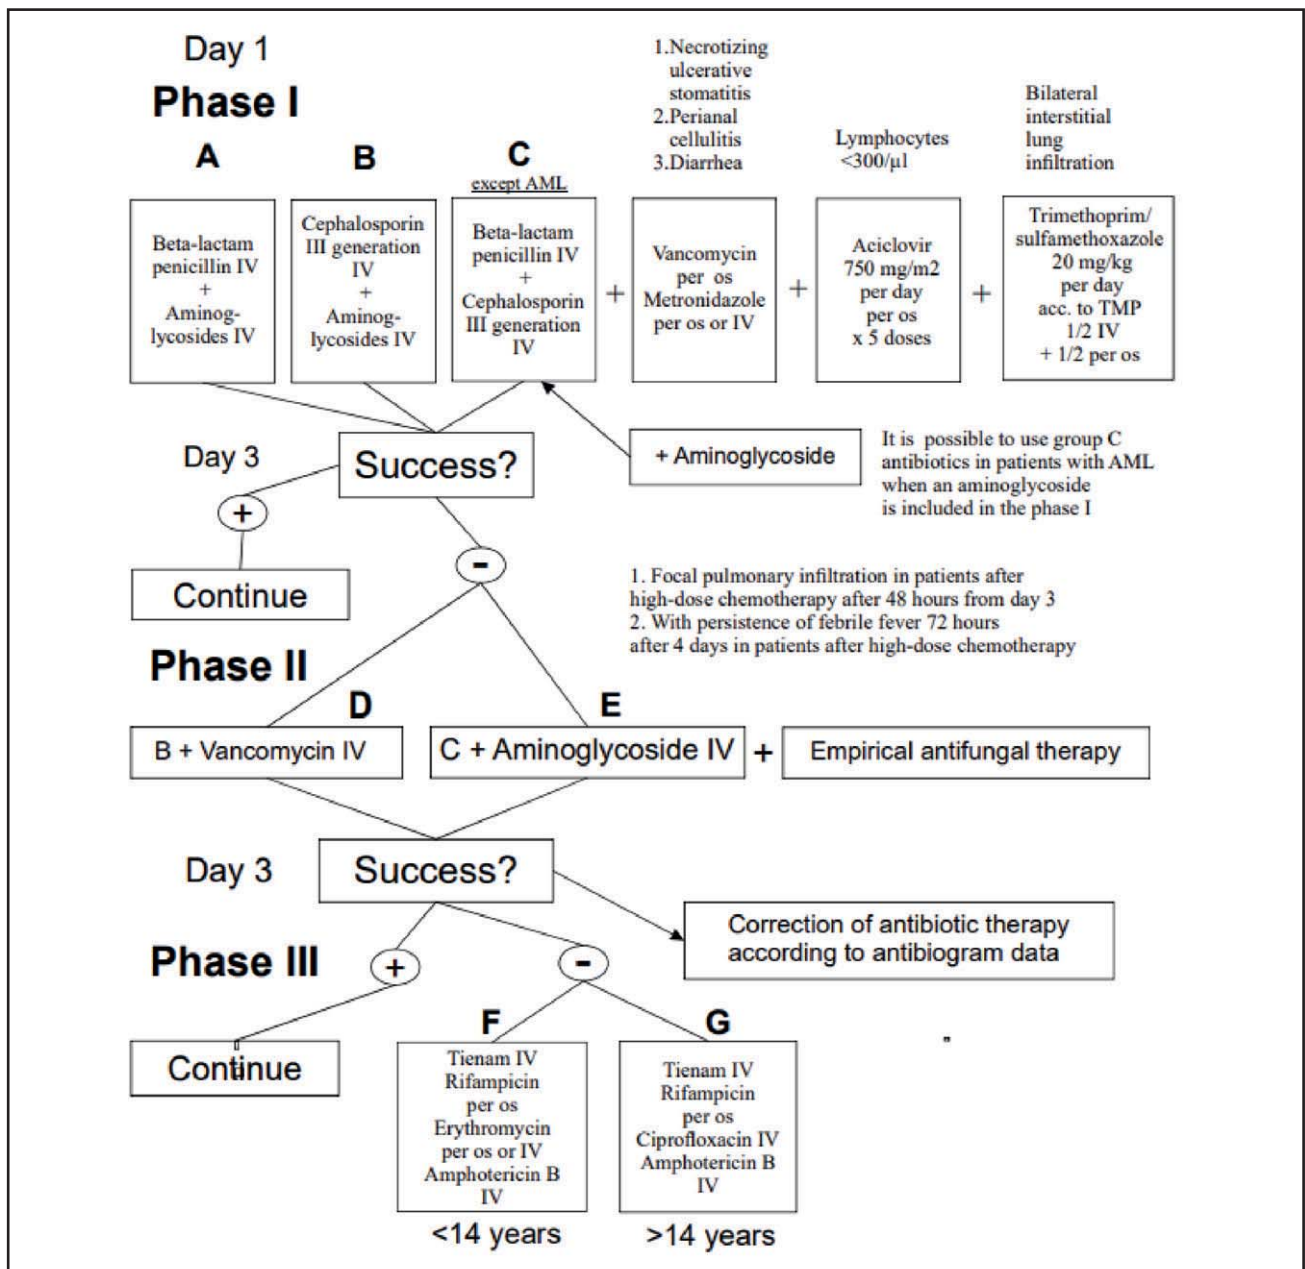 Day 1
Phase I
A
B
C
except AML
1.Necrotizing
ulcerative
stomatitis
2.Perianal
cellulitis
3.Diarrhea
Lymphocytes
<300/µl
Bilateral
interstitial
lung
infiltration
Beta-lactam
penicillin IV
+
Aminog-
lycosides IV
Cephalosporin
III generation
IV
+
Aminog-
lycosides IV
Beta-lactam
penicillin IV
+
Cephalosporin
III generation
IV
+
Vancomycin
per os
Metronidazole
per os or IV
+
Aciclovir
750 mg/m2
per day
per os
x 5 doses
+
Trimethoprim/
sulfamethoxazole
20 mg/kg
per day
acc. to TMP
1/2 IV
+ 1/2 per os
Day 3
Success?
+ Aminoglycoside
It is possible to use group C
antibiotics in patients with AML
when an aminoglycoside
is included in the phase I
+
-
Continue
1. Focal pulmonary infiltration in patients after
high-dose chemotherapy after 48 hours from day 3
2. With persistence of febrile fever 72 hours
after 4 days in patients after high-dose chemotherapy
Phase II
D
E
B + Vancomycin IV
C + Aminoglycoside IV
+
Empirical antifungal therapy
Day 3
Success?
Correction of antibiotic therapy
according to antibiogram data
Phase III
+
-
Continue
F
G
Tienam IV
Rifampicin
per os
Erythromycin
per os or IV
Amphotericin B
IV
Tienam IV
Rifampicin
per os
Ciprofloxacin IV
Amphotericin B
IV
<14 years
>14 years